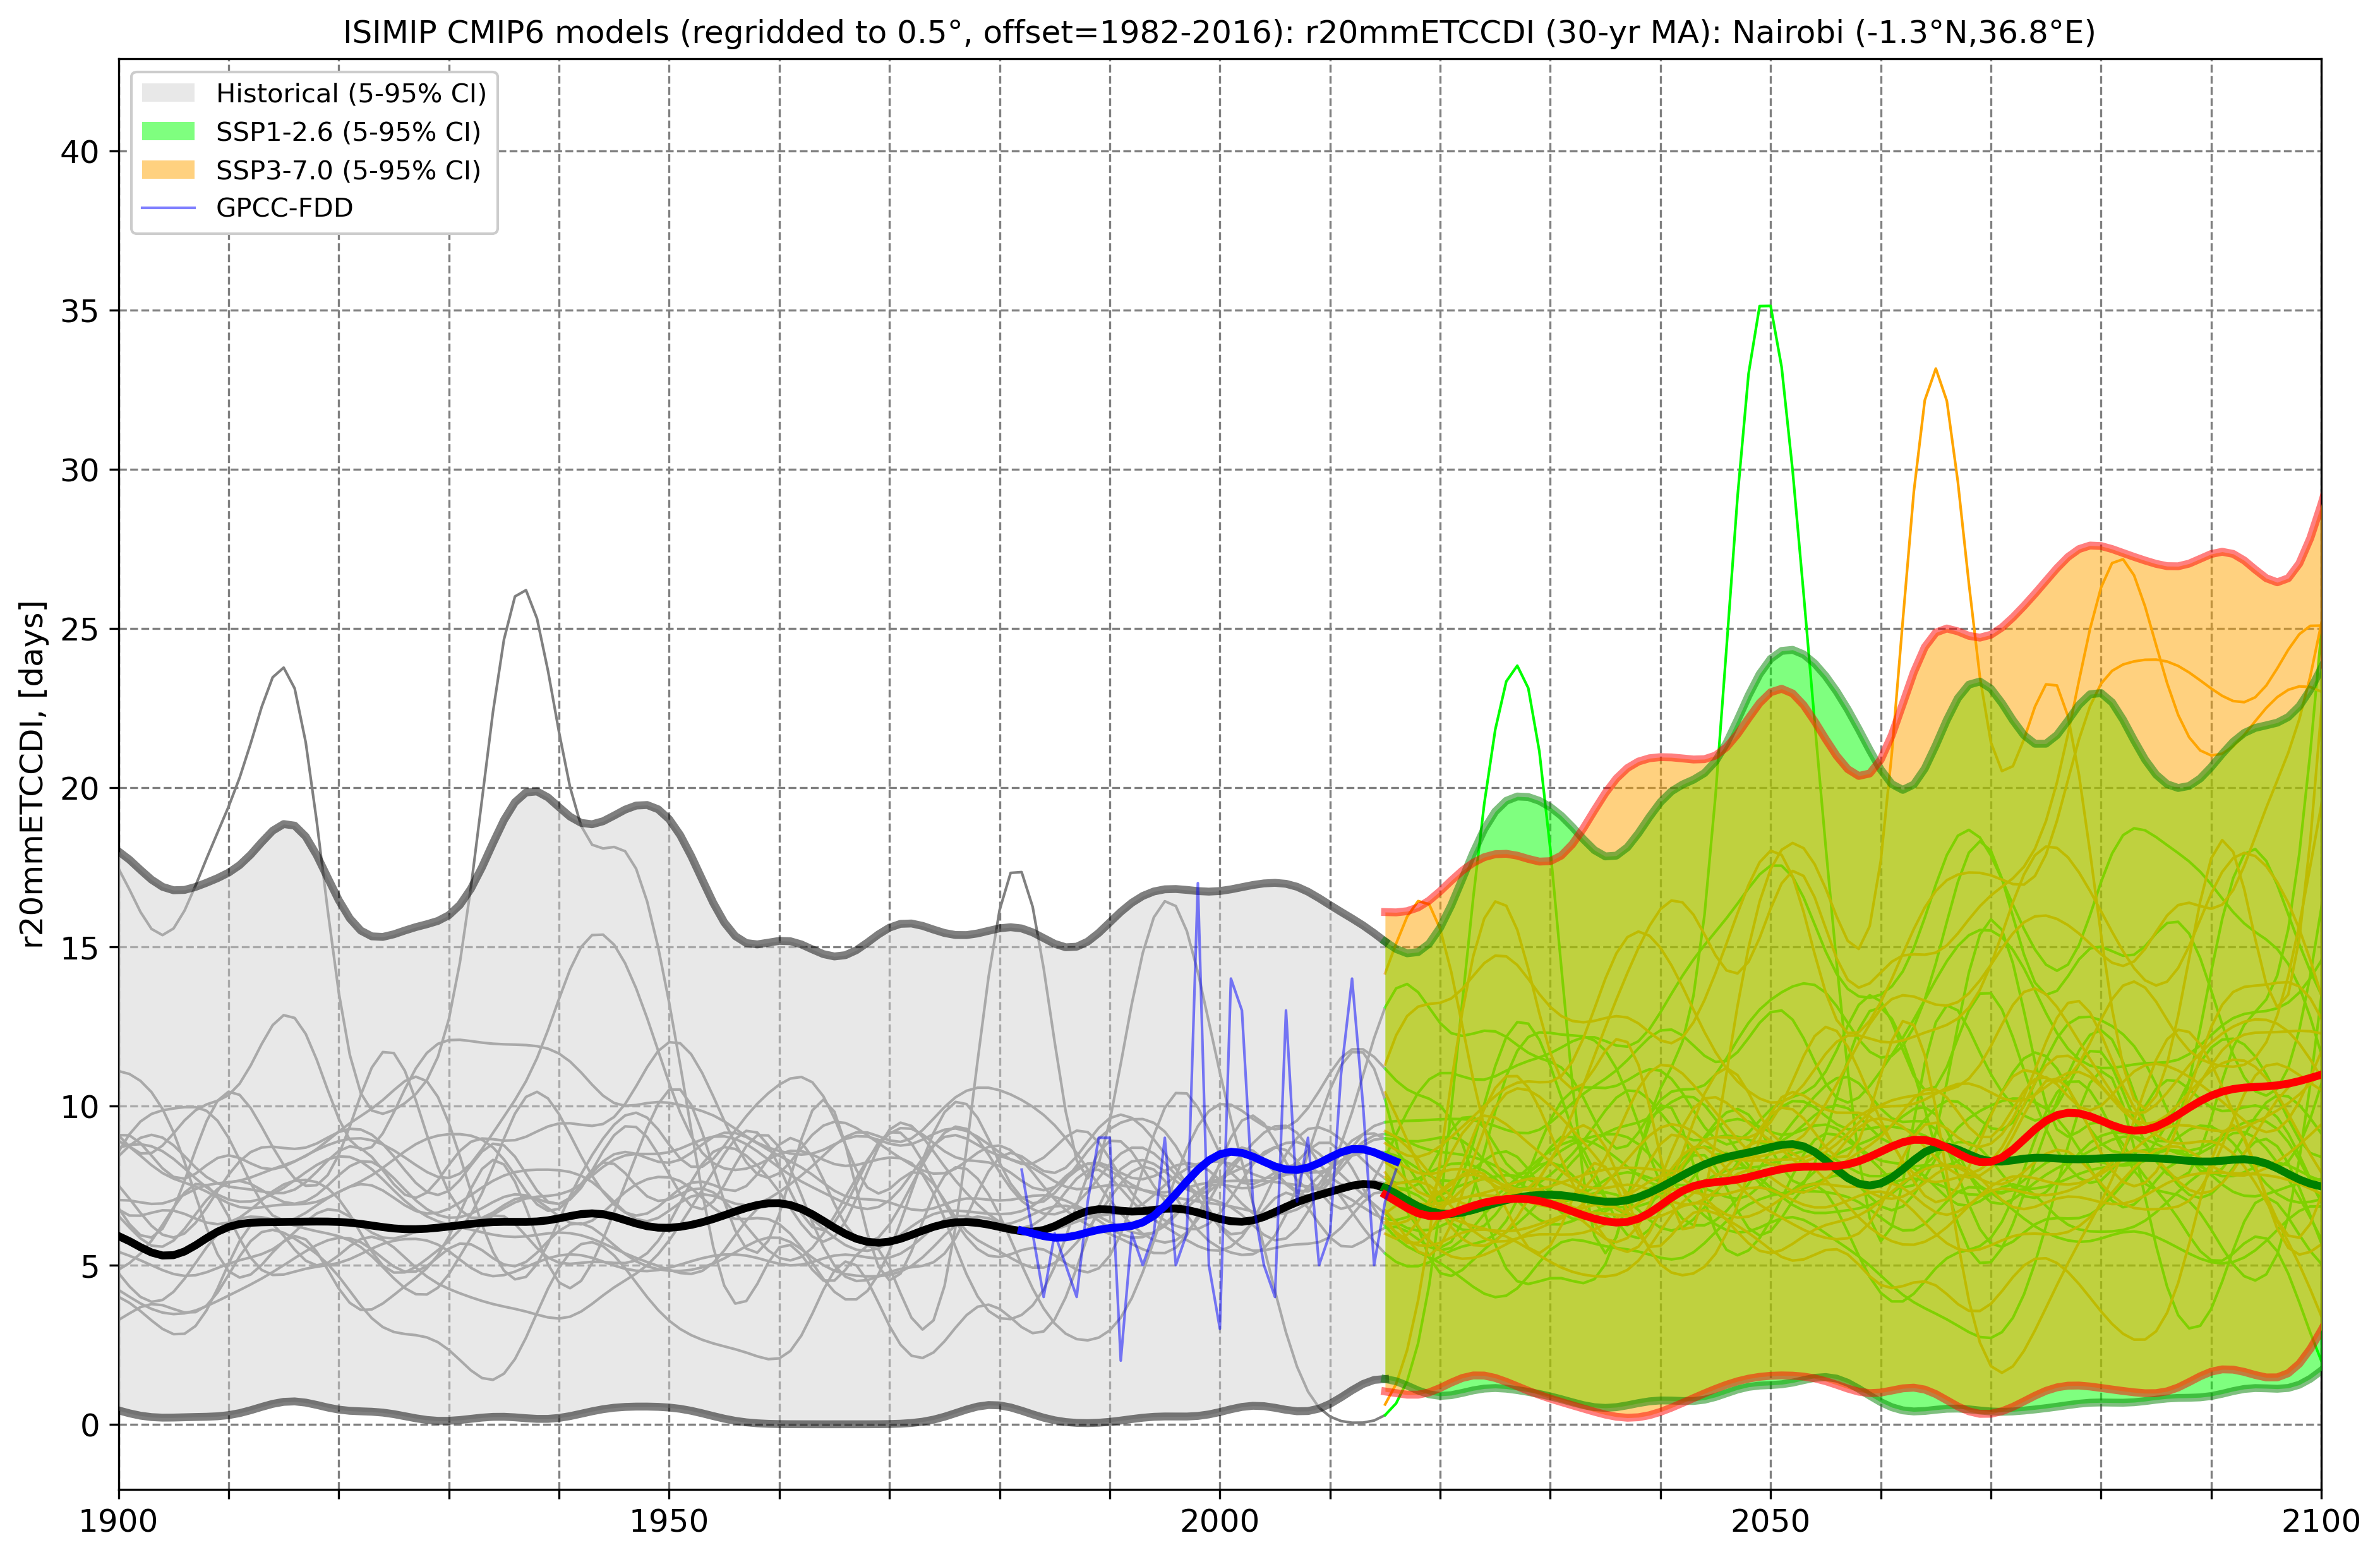 ISIMIP CMIP6 models (regridded to 0.5°, offset=1982-2016): r20mmETCCDI (30-yr MA): Nairobi (-1.3°N,36.8°E)
Historical (5-95% CI)
SSP1-2.6 (5-95% CI)
SSP3-7.0 (5-95% CI)
GPCC-FDD
r20mmETCCDI, [days]
40
35
30
25
20
15
10
5
0
1900
1950
2000
2050
2100